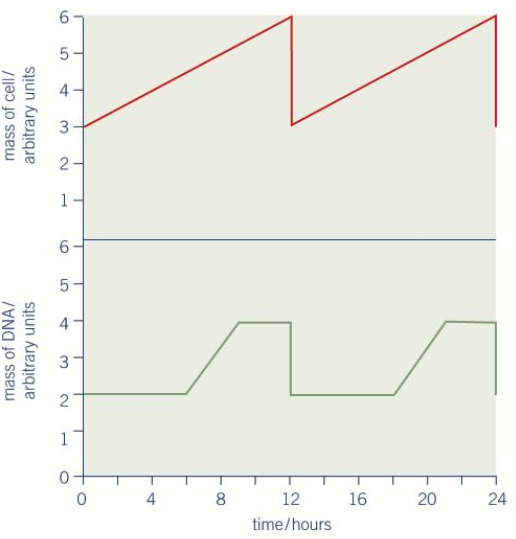 6
5
4
3
2
1
mass of cell/
arbitrary units
6
5
4
3
2
1
0
mass of DNA/
arbitrary units
0 4 8 12 16 20 24
time/hours